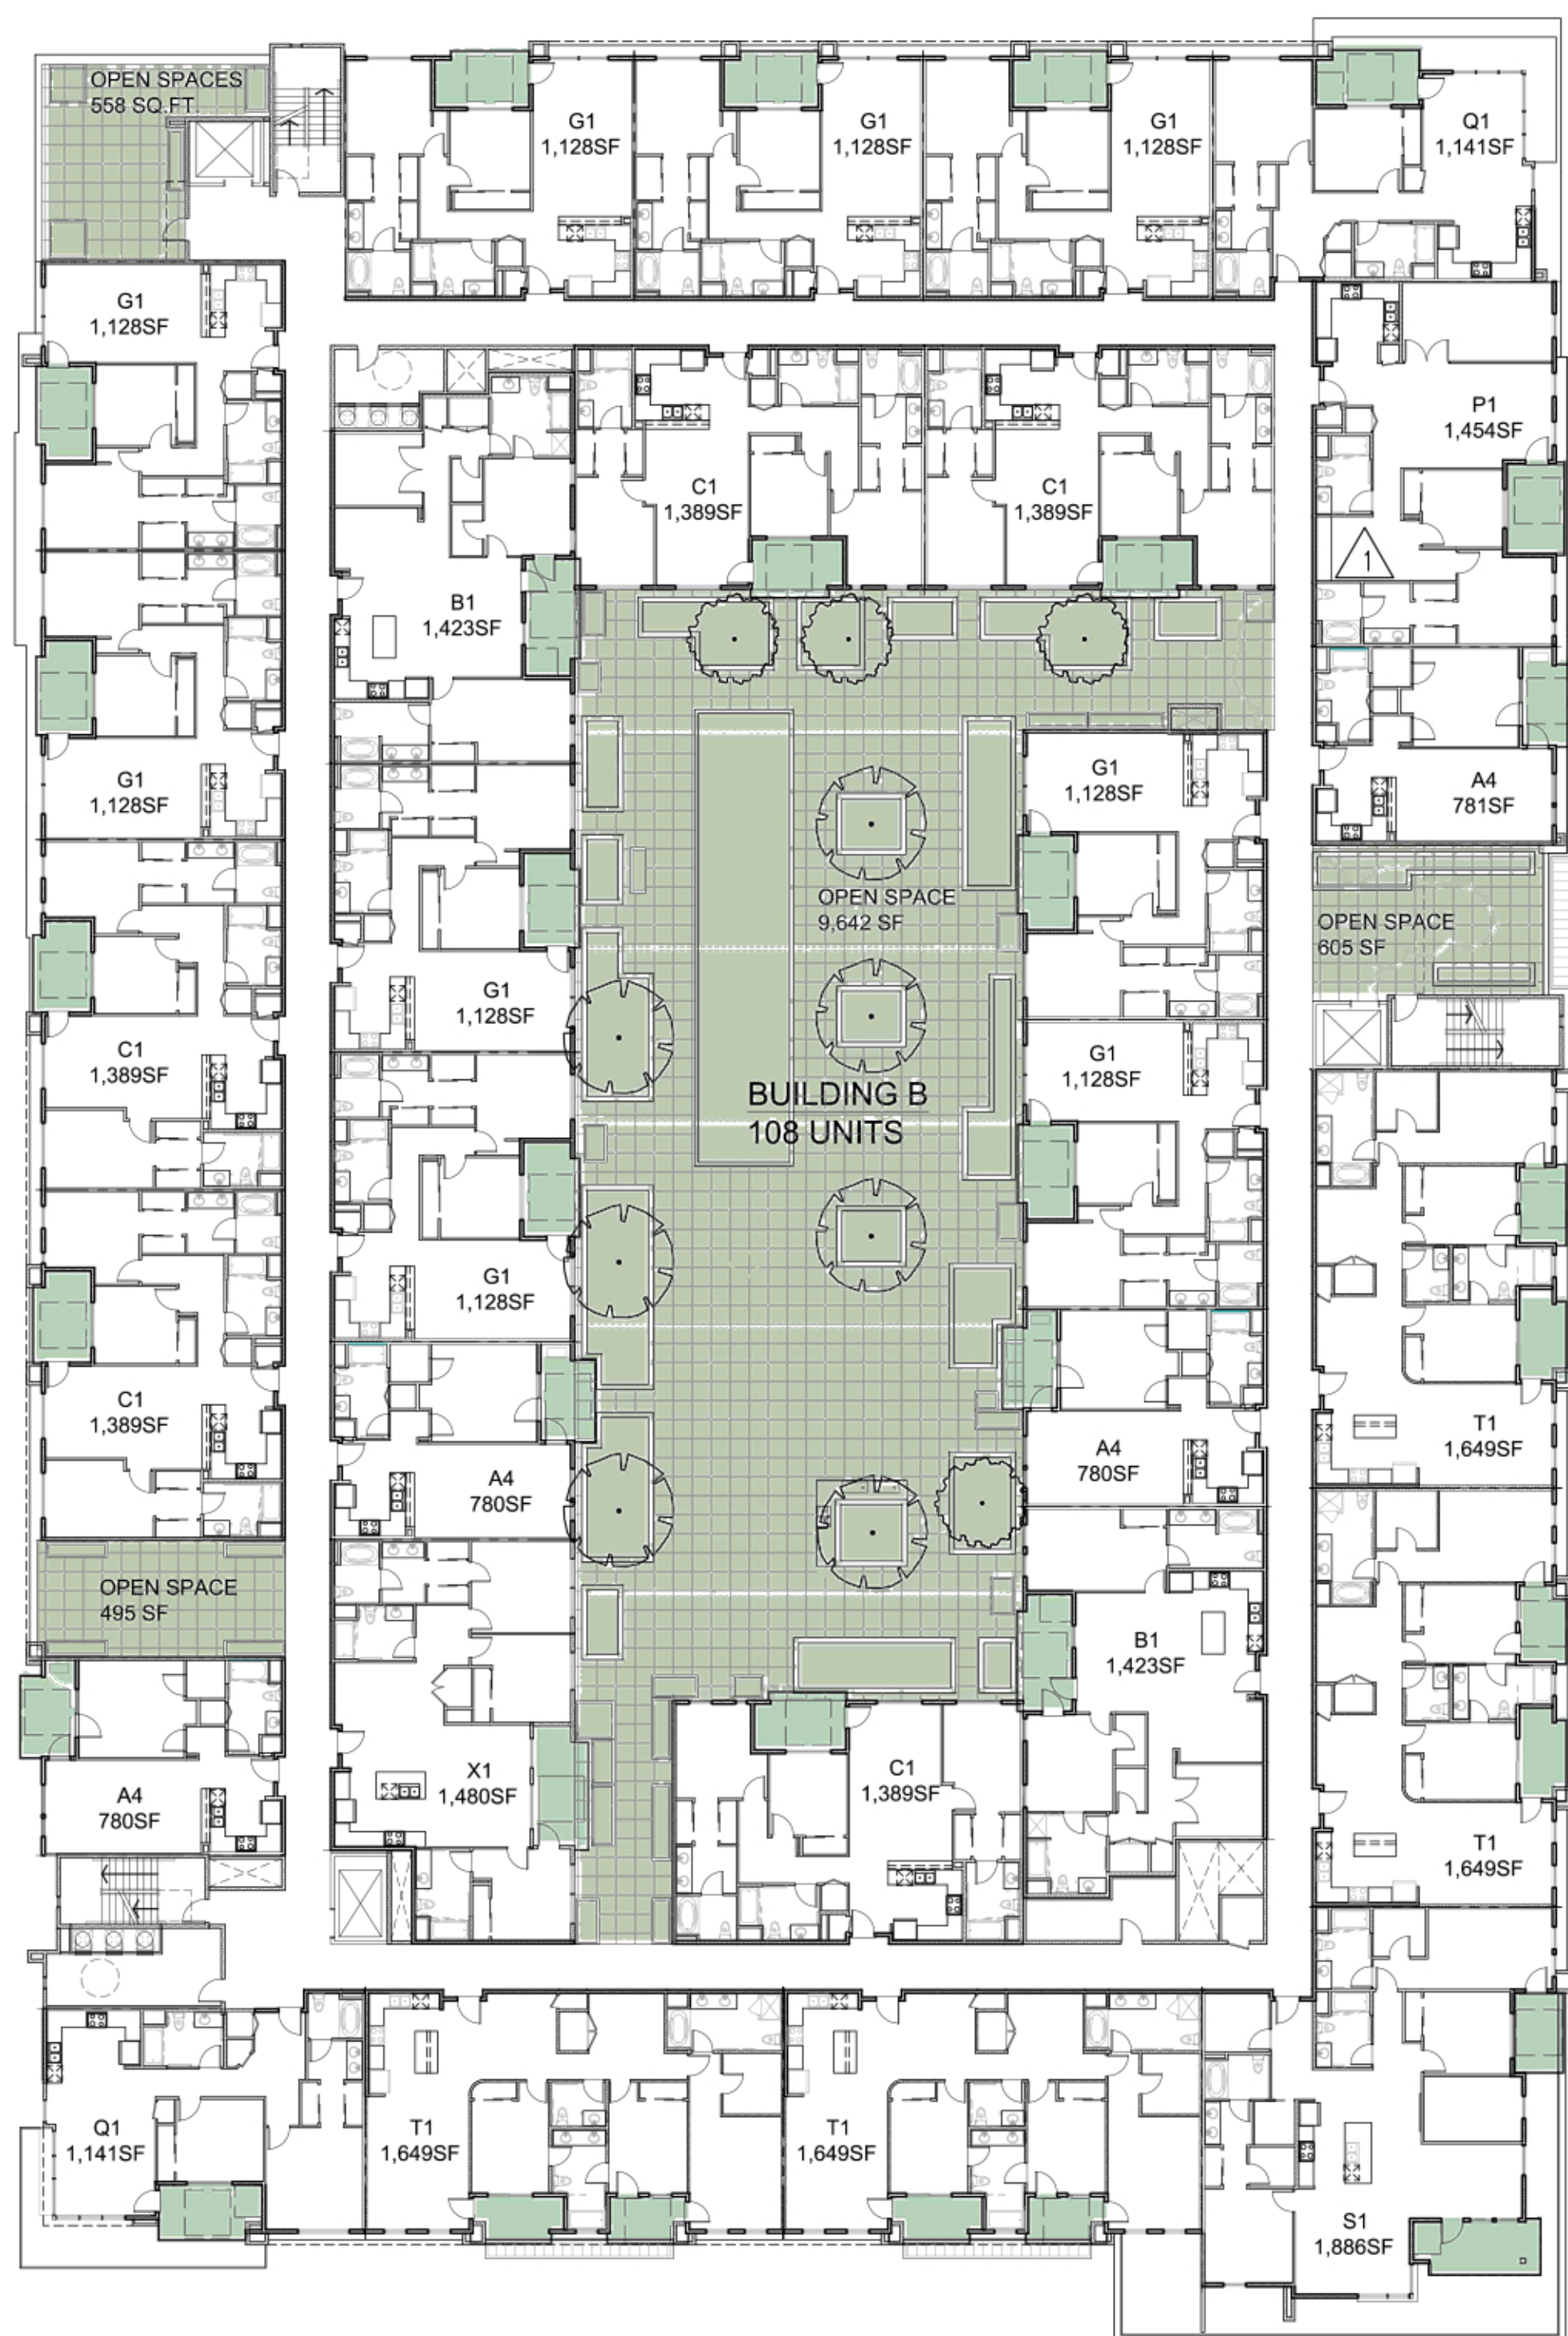 OPEN SPACES
558 SQ.FT.
G1
1,128SF
G1
1,128SF
G1
1,128SF
Q1
1,141SF
G1
1,128SF
P1
1,454SF
C1
1,389SF
C1
1,389SF
1
B1
1,423SF
G1
1,128SF
G1
1,128SF
A4
781SF
OPEN SPACE
9,642 SF
OPEN SPACE
605 SF
G1
1,128SF
C1
1,389SF
G1
1,128SF
BUILDING B
108 UNITS
G1
1,128SF
C1
1,389SF
T1
1,649SF
A4
780SF
A4
780SF
OPEN SPACE
495 SF
B1
1,423SF
A4
780SF
X1
1,480SF
C1
1,389SF
T1
1,649SF
Q1
1,141SF
T1
1,649SF
T1
1,649SF
S1
1,886SF